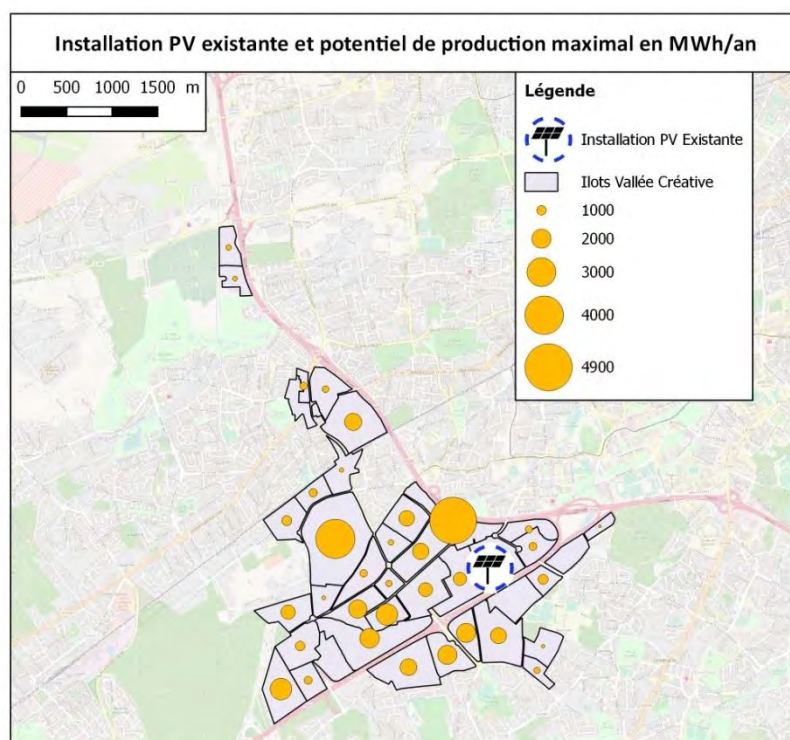 Installation PV existante et potentiel de production maximal en MWh/an
0 500 1000 1500 m
Légende
Installation PV Existante
Ilots Vallée Créative
1000
2000
3000
4000
4900